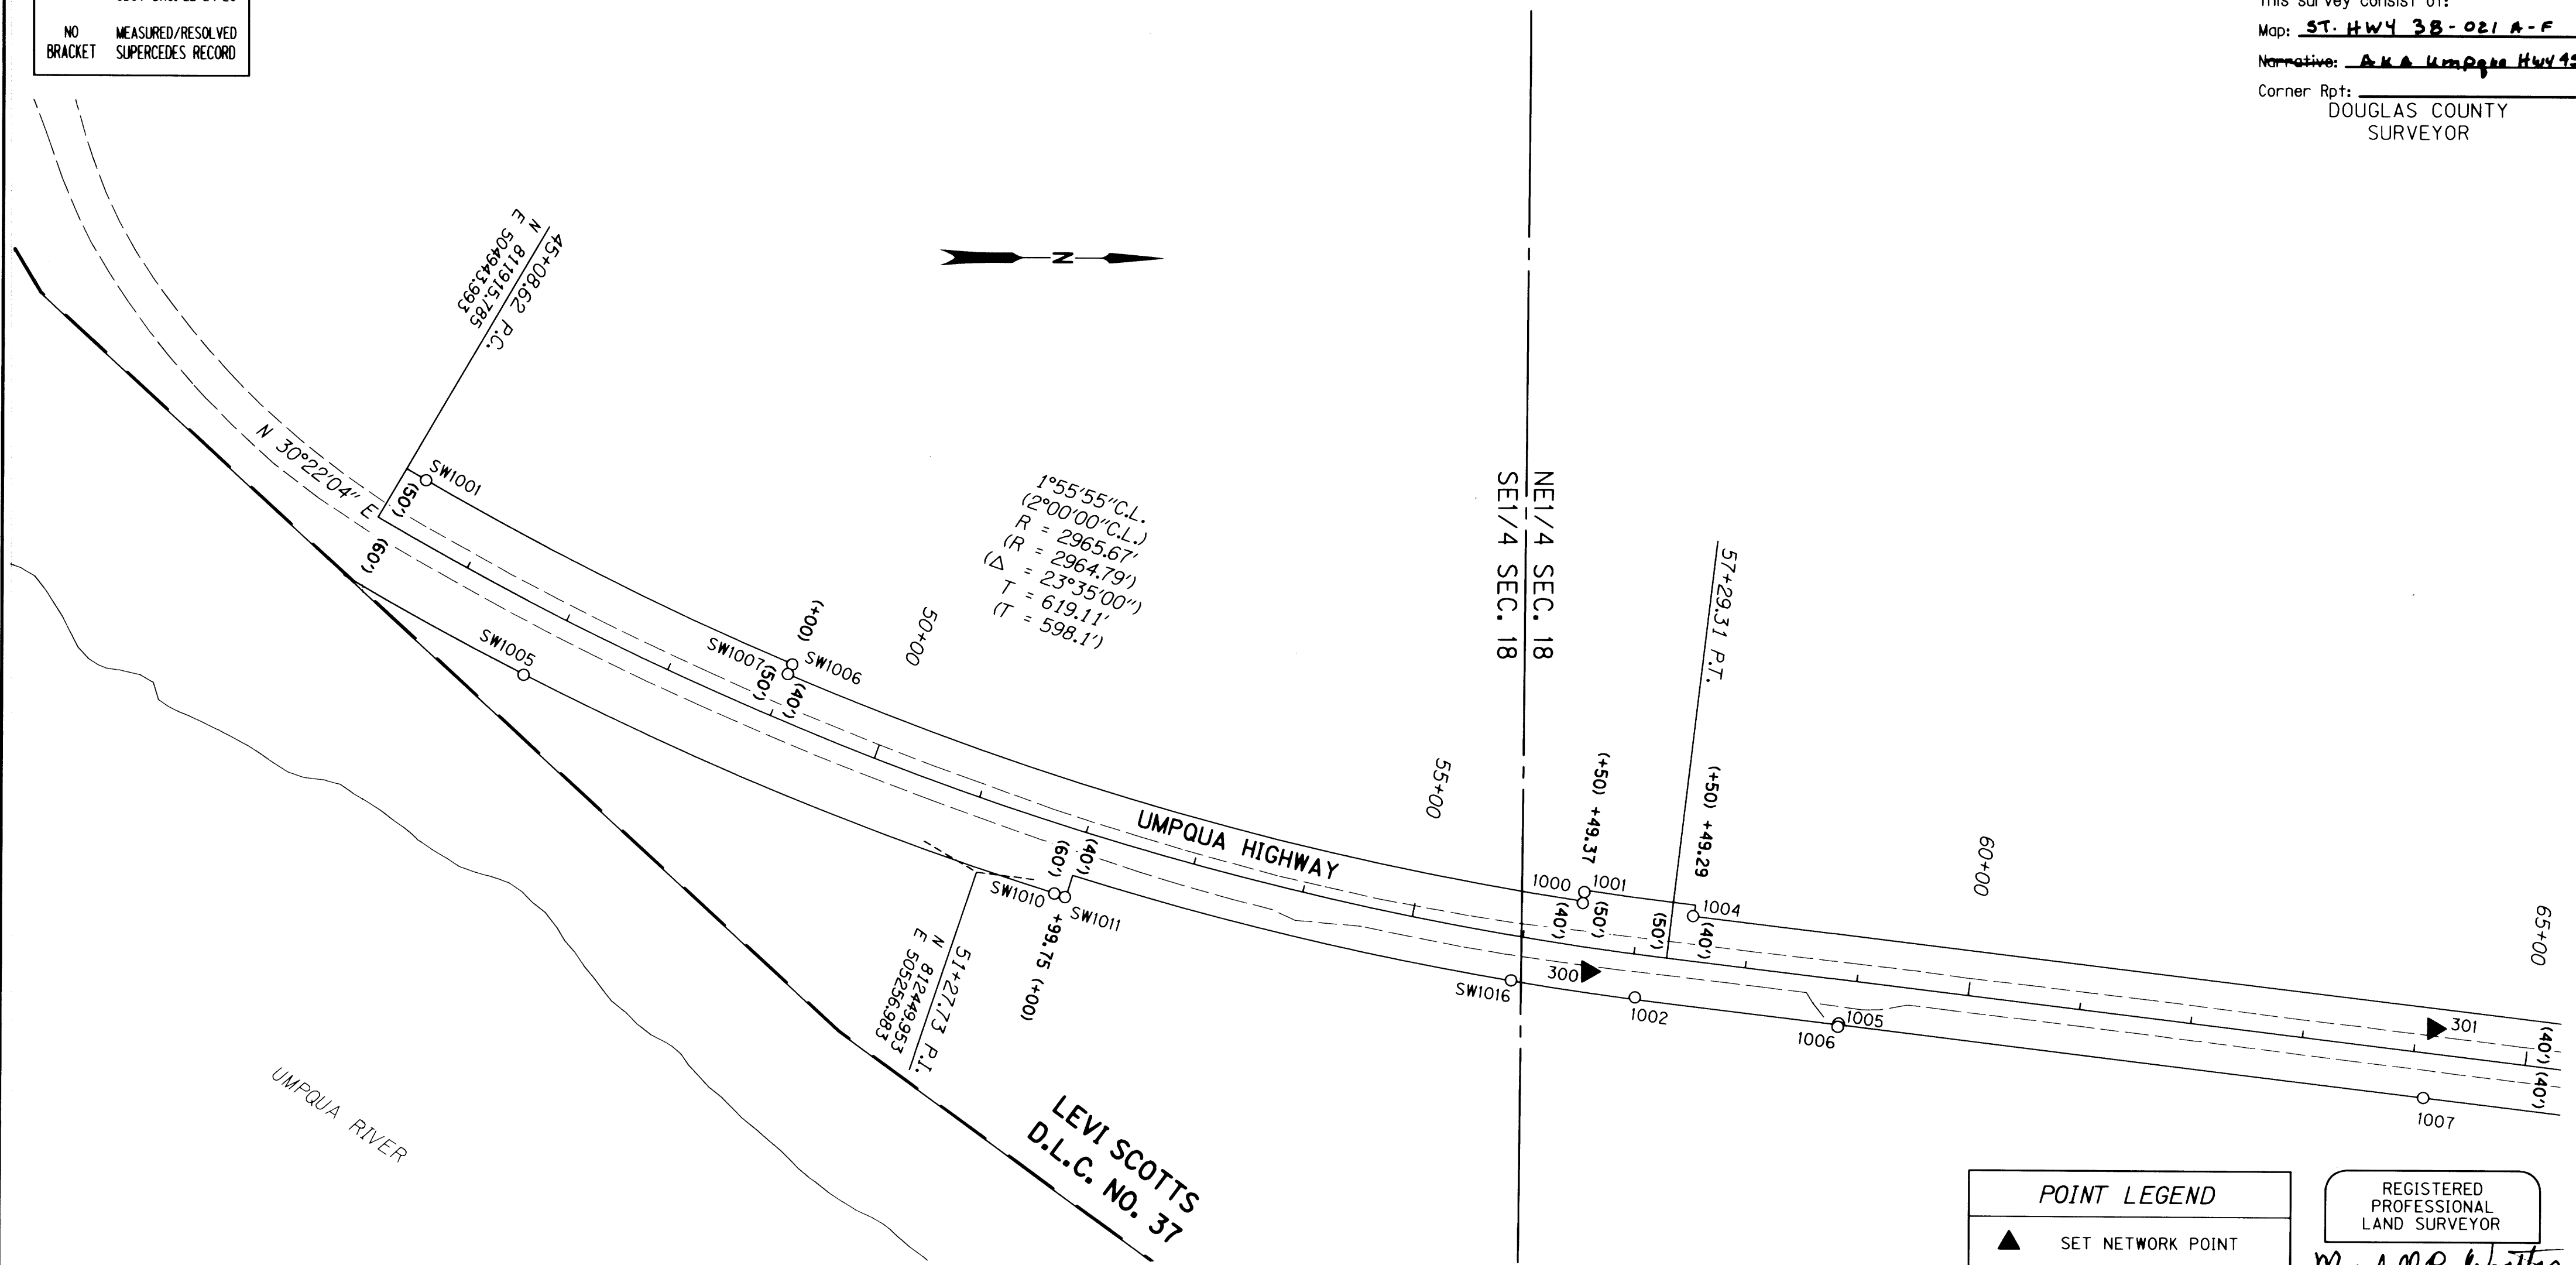 NO MEASURED/RESOLVED
BRACKET SUPERCEDES RECORD
This survey consist of:
Map: ST. HWY 38-021 A-F
Narrative: AKA Umpqua Hwy 45
Corner Rpt:
DOUGLAS COUNTY
SURVEYOR
45+08.62 P.C.
N 811915.785
E 504943.993
N
N 30°22'04" E
(50')
(60')
SW1001
SW1005
(+00)
SW1007
SW1006
(50')
(40')
50+00
1°55'55"C.L.
(2°00'00"C.L.)
R = 2965.67'
(R = 2964.79')
(Δ = 23°35'00")
T = 619.11'
(T = 598.1')
SE1/4 SEC. 18
NE1/4 SEC. 18
57+29.31 P.T.
55+00
(+50) +49.37
(+50) +49.29
60+00
65+00
UMPQUA HIGHWAY
(60')
(40')
SW1010
SW1011
+99.75 (+00)
51+27.73 P.I.
N 812449.953
E 505256.983
1000
1001
(40')
(50')
(50')
1004
(40')
300
SW1016
1002
1005
1006
301
(40')
(40')
1007
UMPQUA RIVER
LEVI SCOTTS
D.L.C. NO. 37
POINT LEGEND
SET NETWORK POINT
REGISTERED
PROFESSIONAL
LAND SURVEYOR